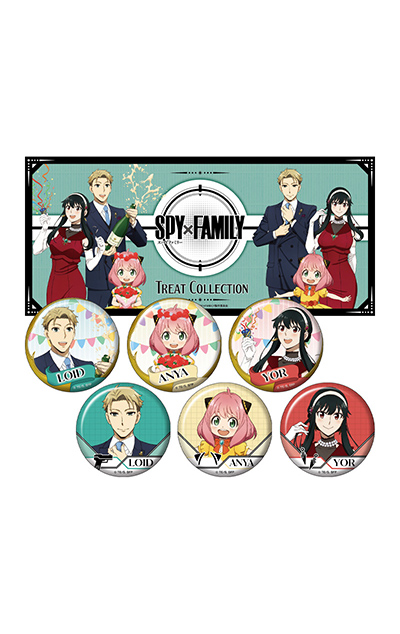 SPY×FAMILY
スパイファミリー
TREAT COLLECTION
LOID
ANYA
YOR
LOID
ANYA
YOR